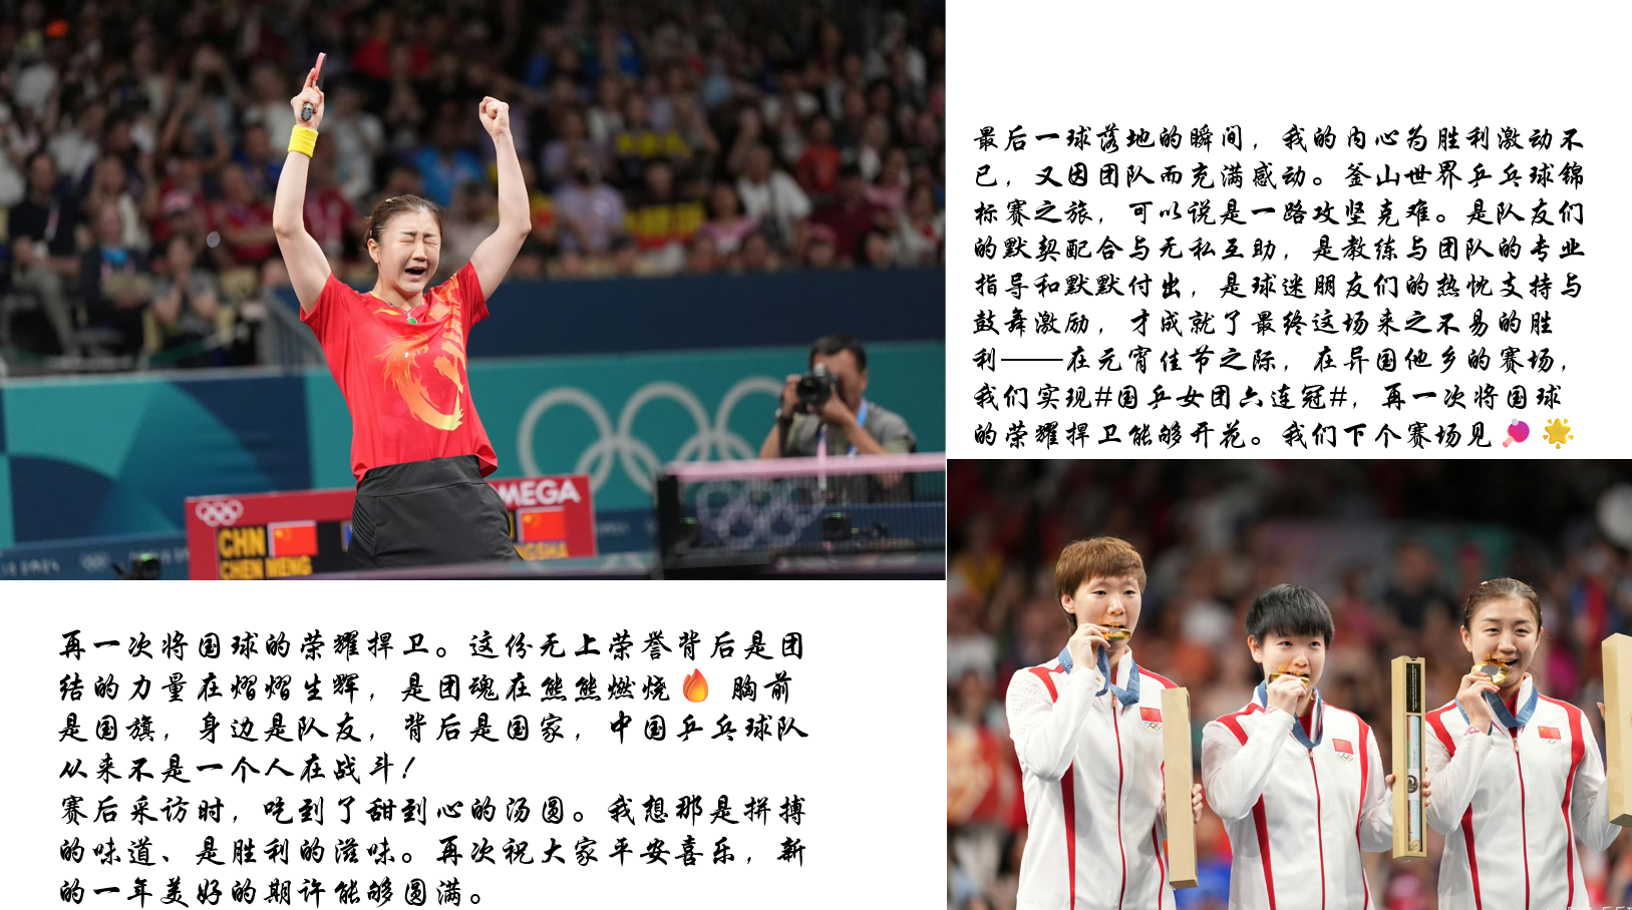 最后一球落地的瞬间，我的内心为胜利激动不
已，又因团队而充满感动。釜山世界乒乓球锦
标赛之旅，可以说是一路攻坚克难。是队友们
的默契配合与无私互助，是教练与团队的专业
指导和默默付出，是球迷朋友们的热忱支持与
鼓舞激励，才成就了最终这场来之不易的胜
利——在元宵佳节之际，在异国他乡的赛场，
我们实现#国乒女团六连冠#，再一次将国球
的荣耀捍卫能够开花。我们下个赛场见🏓🌟
OMEGA
CHN
CHEN MENG
NGSHA
再一次将国球的荣耀捍卫。这份无上荣誉背后是团
结的力量在熠熠生辉，是团魂在熊熊燃烧🔥 胸前
是国旗，身边是队友，背后是国家，中国乒乓球队
从来不是一个人在战斗！
赛后采访时，吃到了甜到心的汤圆。我想那是拼搏
的味道、是胜利的滋味。再次祝大家平安喜乐，新
的一年美好的期许能够圆满。